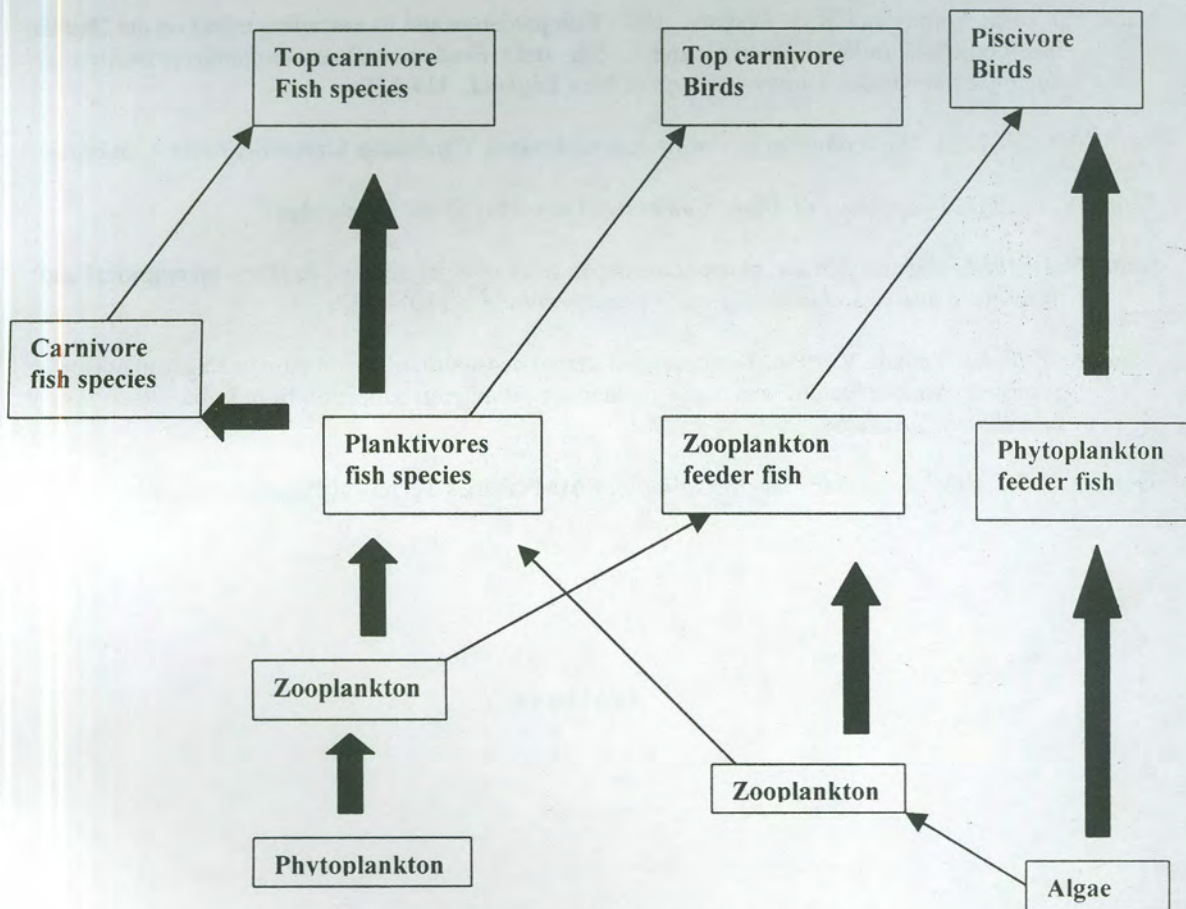 Top carnivore
Fish species
Top carnivore
Birds
Piscivore
Birds
Carnivore
fish species
Planktivores
fish species
Zooplankton
feeder fish
Phytoplankton
feeder fish
Zooplankton
Zooplankton
Phytoplankton
Algae